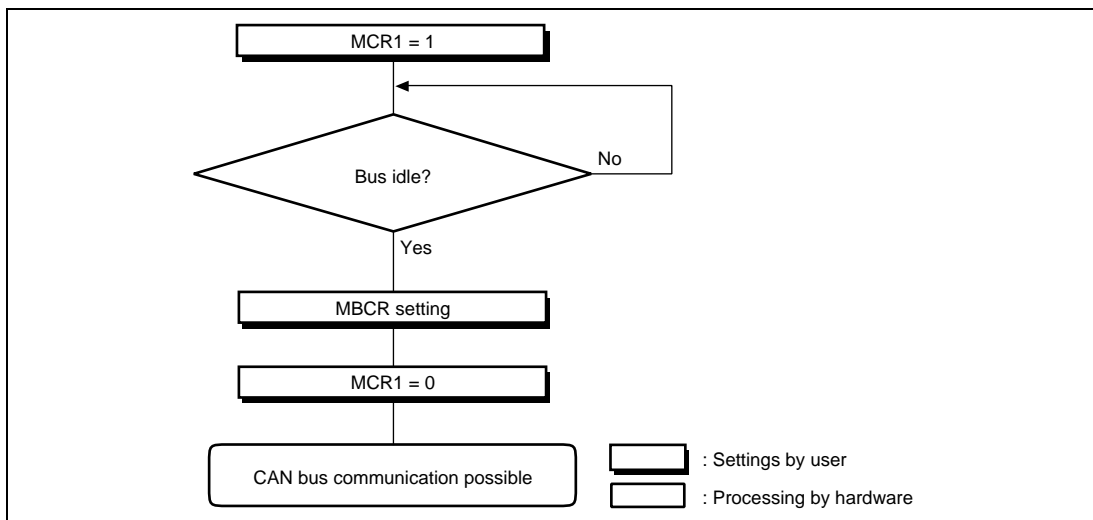 MCR1 = 1
Bus idle?
No
Yes
MBCR setting
MCR1 = 0
CAN bus communication possible
: Settings by user
: Processing by hardware